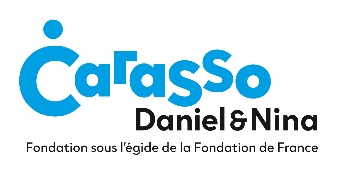 Carasso
Daniel & Nina
Fondation sous l'égide de la Fondation de France